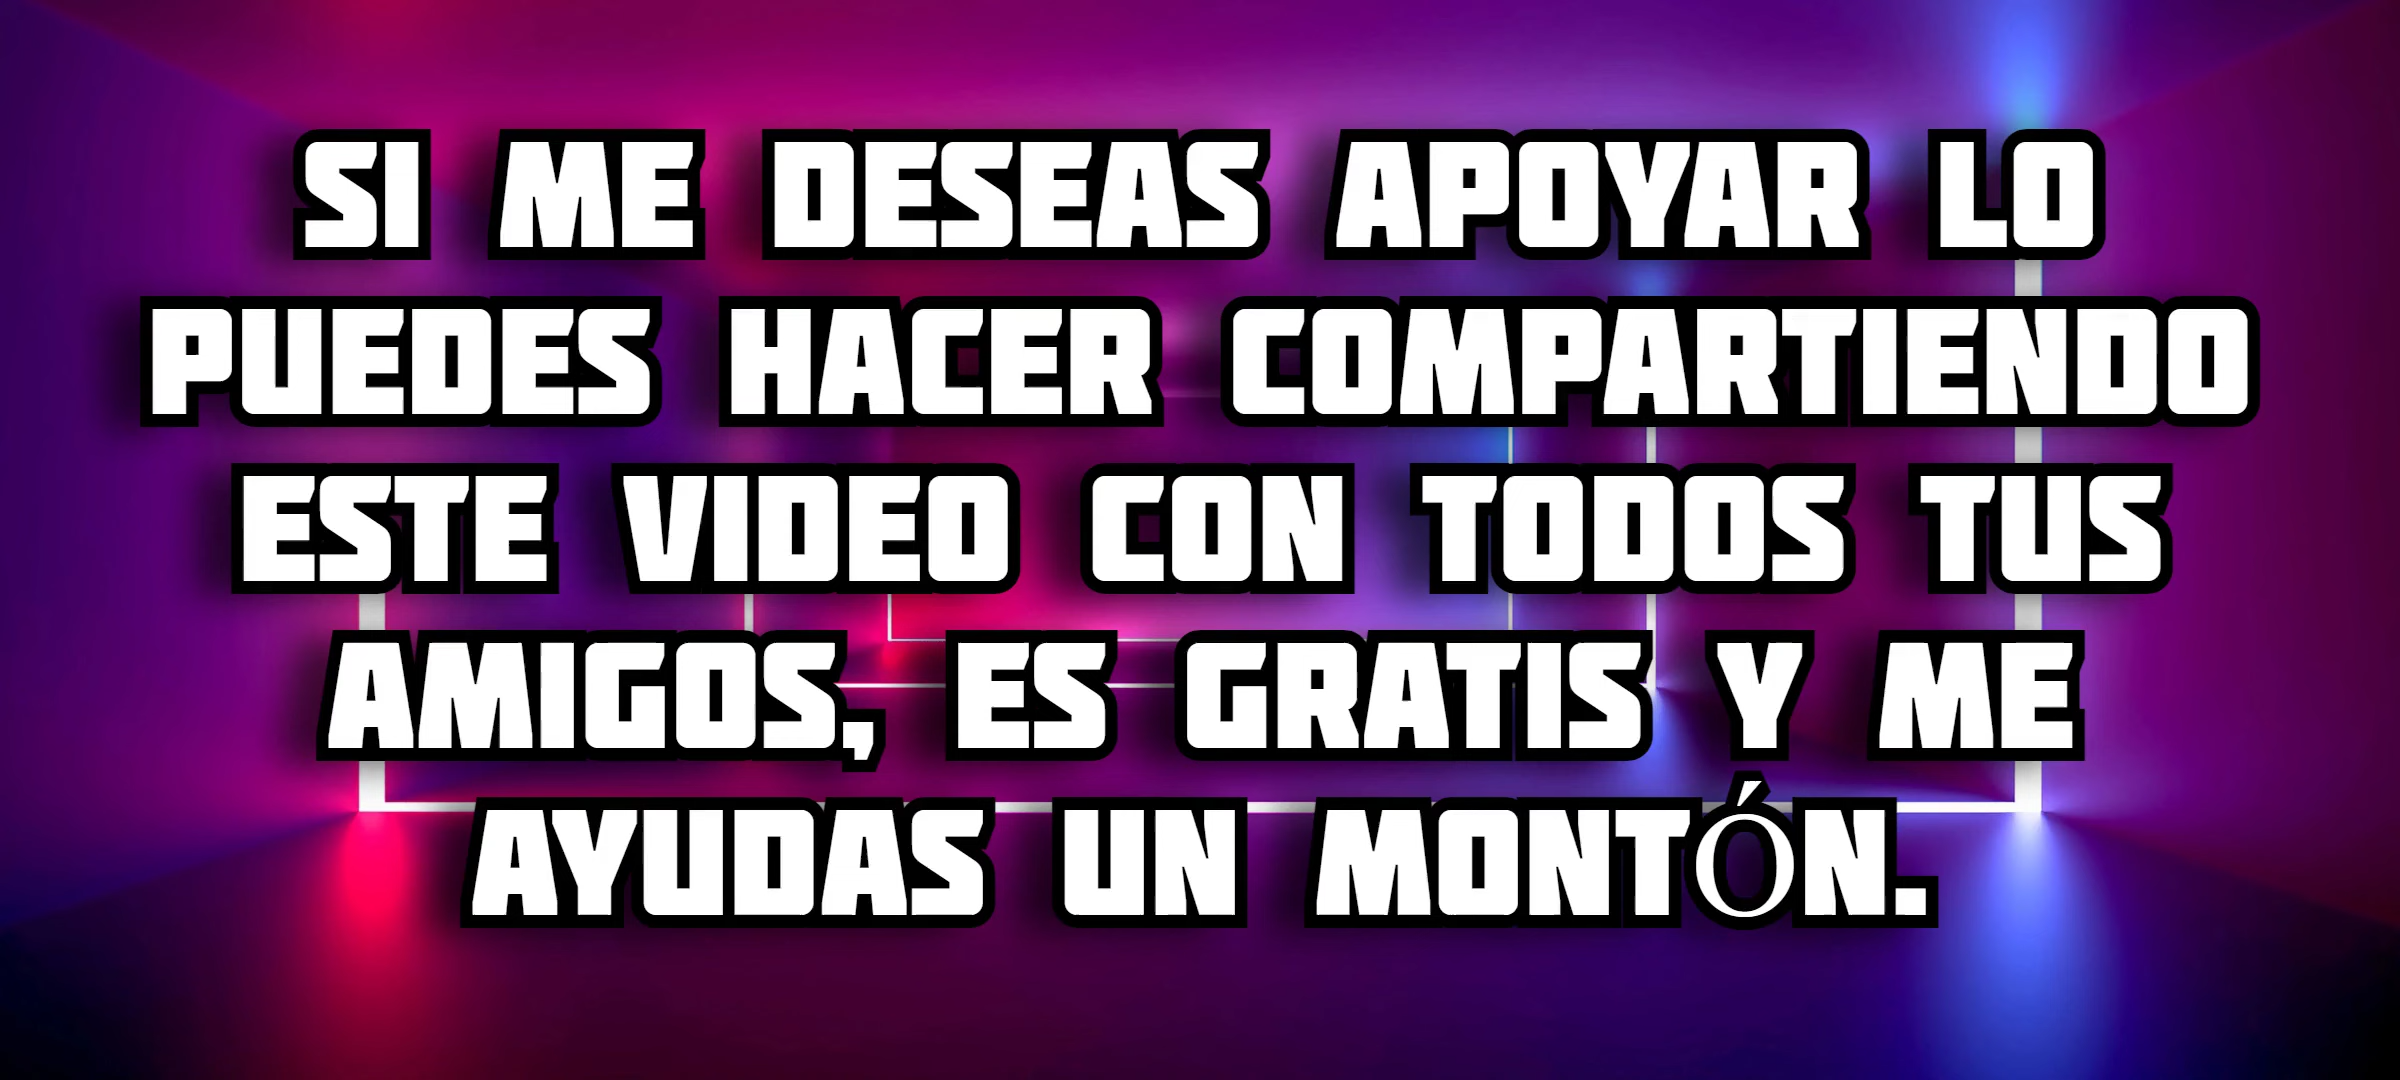 SI ME DESEAS APOYAR LO
PUEDES HACER COMPARTIENDO
ESTE VIDEO CON TODOS TUS
AMIGOS, ES GRATIS Y ME
AYUDAS UN MONTÓN.